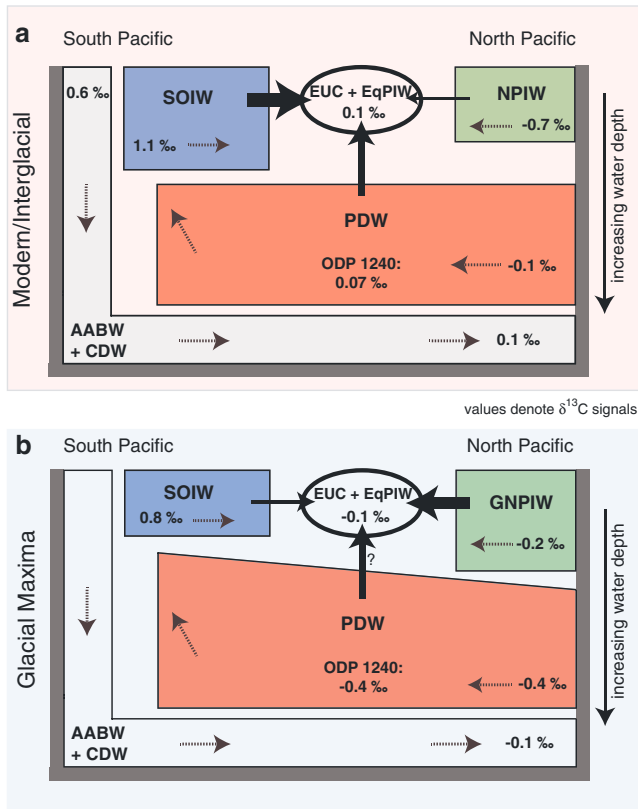 a
South Pacific
North Pacific
Modern/Interglacial
0.6 ‰
SOIW
1.1 ‰
EUC + EqPIW
0.1 ‰
NPIW
-0.7 ‰
increasing water depth
PDW
ODP 1240:
0.07 ‰
-0.1 ‰
AABW
+ CDW
0.1 ‰
values denote δ¹³C signals
b
South Pacific
North Pacific
Glacial Maxima
SOIW
0.8 ‰
EUC + EqPIW
-0.1 ‰
GNPIW
-0.2 ‰
increasing water depth
?
PDW
ODP 1240:
-0.4 ‰
-0.4 ‰
AABW
+ CDW
-0.1 ‰